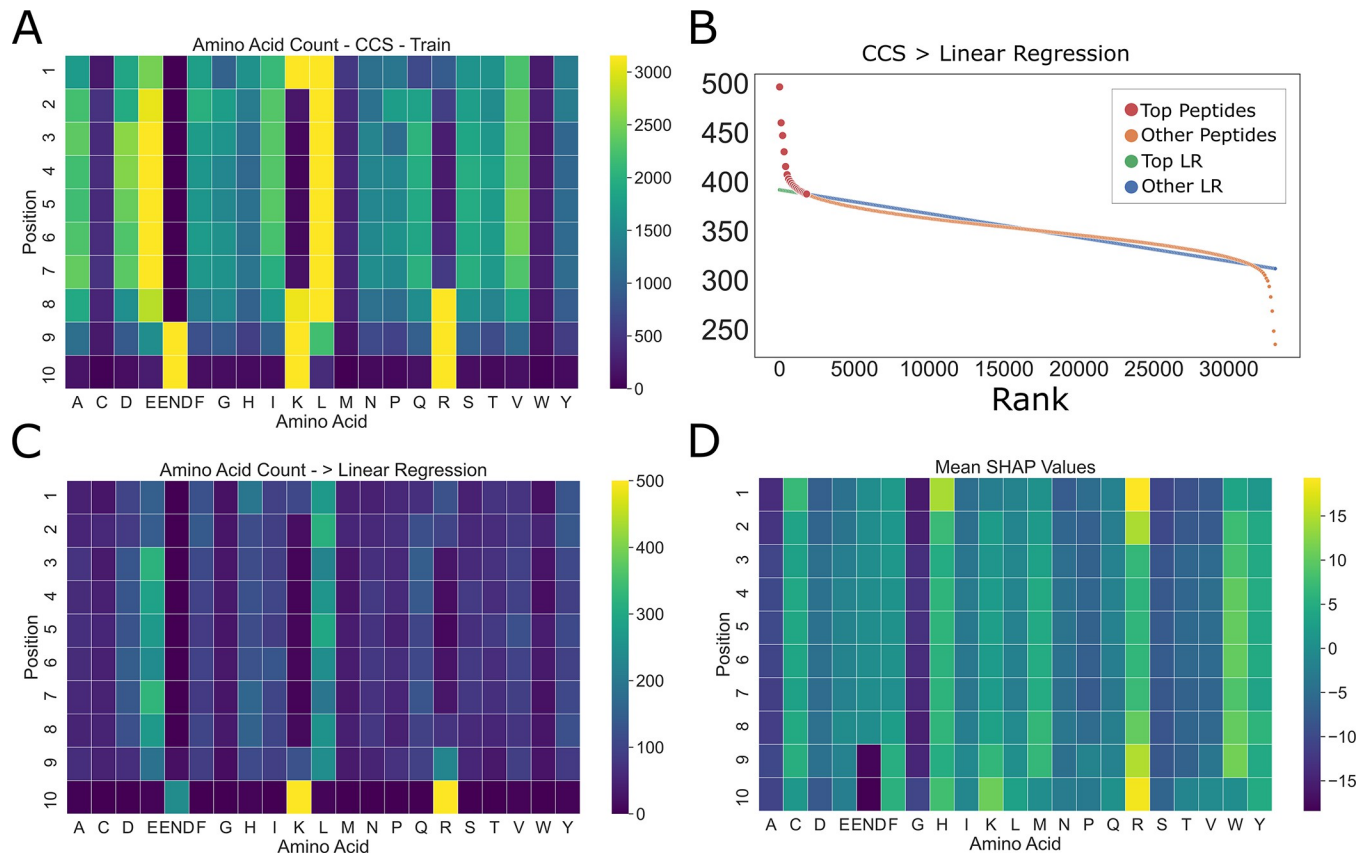 A
Amino Acid Count - CCS - Train
Position
1
2
3
4
5
6
7
8
9
10
A C D E END F G H I K L M N P Q R S T V W Y
Amino Acid
3000
2500
2000
1500
1000
500
0
B
CCS > Linear Regression
500
450
400
350
300
250
Top Peptides
Other Peptides
Top LR
Other LR
0 5000 10000 15000 20000 25000 30000
Rank
C
Amino Acid Count - > Linear Regression
Position
1
2
3
4
5
6
7
8
9
10
A C D E END F G H I K L M N P Q R S T V W Y
Amino Acid
500
400
300
200
100
0
D
Mean SHAP Values
Position
1
2
3
4
5
6
7
8
9
10
A C D E END F G H I K L M N P Q R S T V W Y
Amino Acid
15
10
5
0
−5
−10
−15